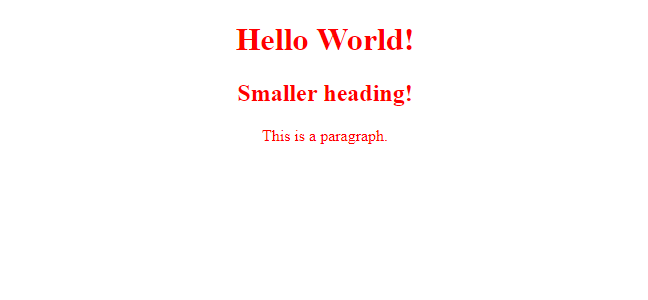 Hello World!
Smaller heading!
This is a paragraph.